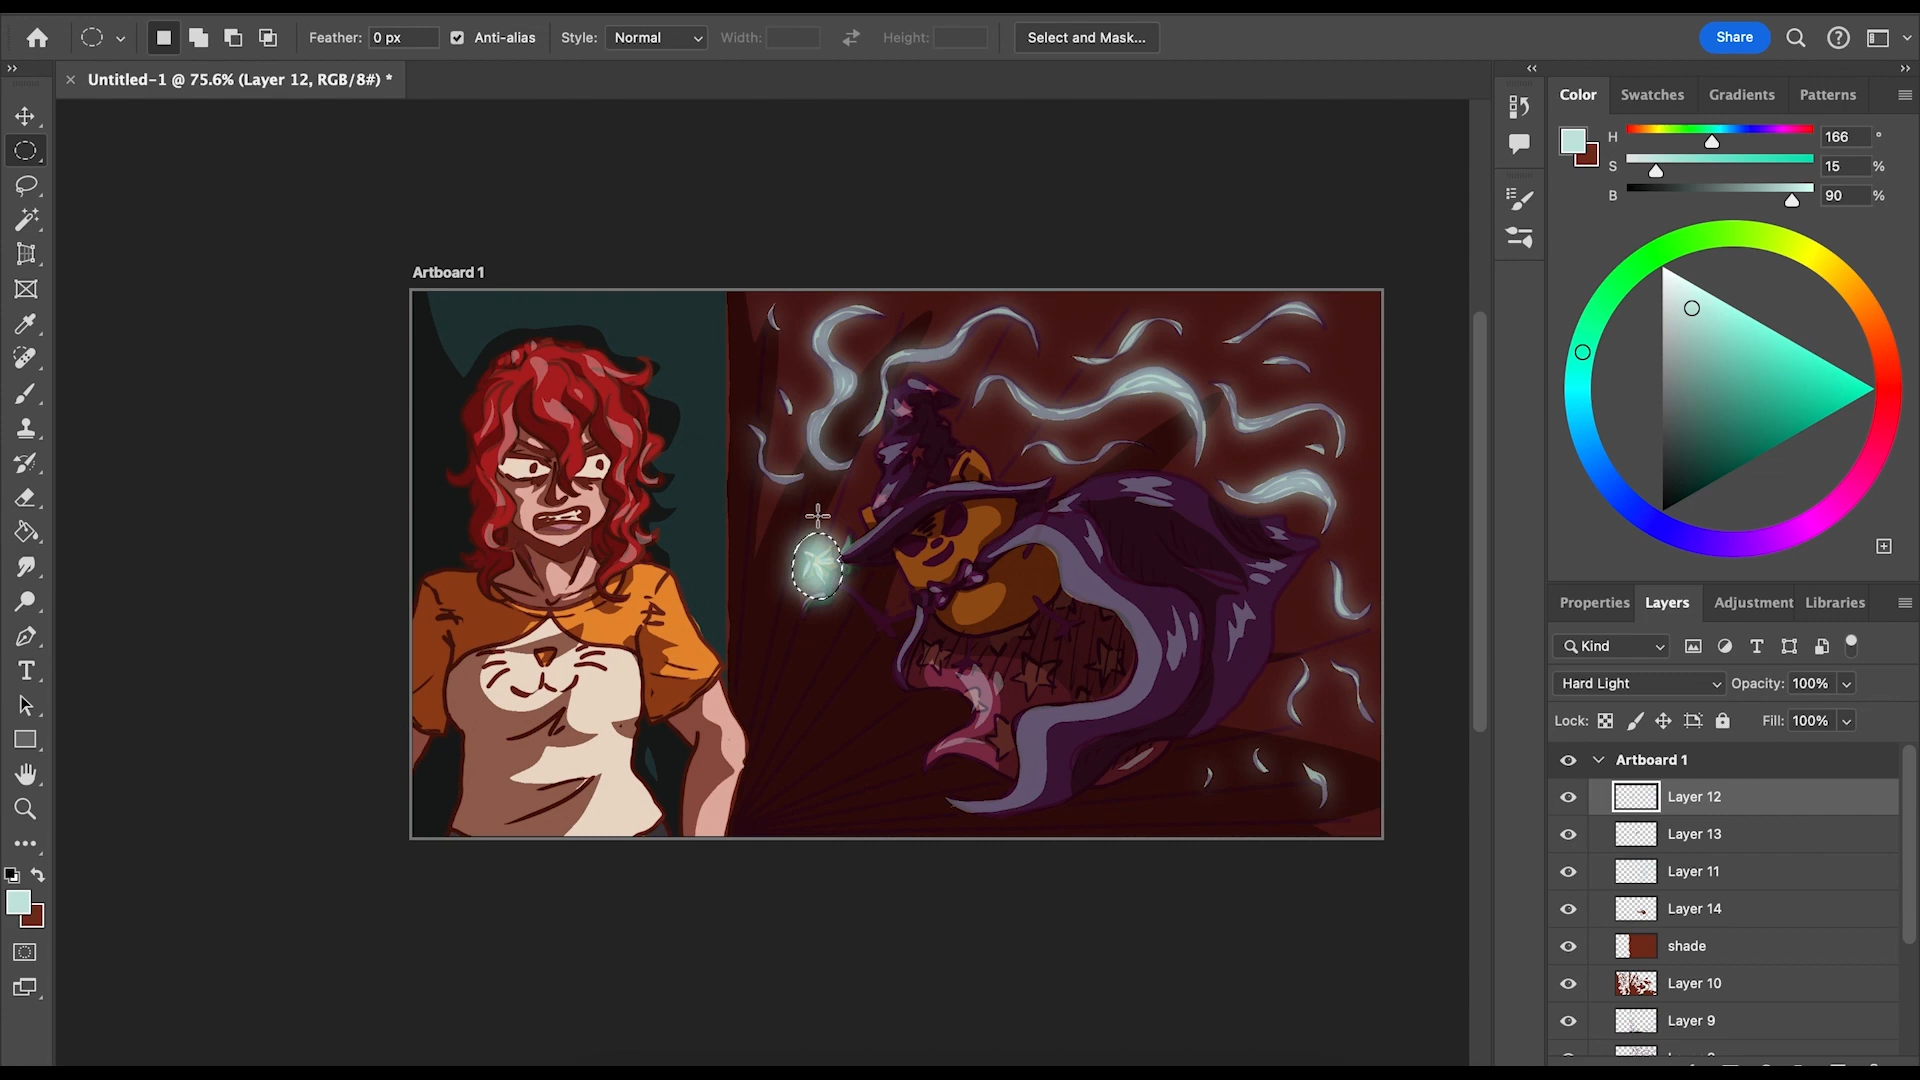 Feather: 0 px Anti-alias Style: Normal Width: Height: Select and Mask... Share
Untitled-1 @ 75.6% (Layer 12, RGB/8#) *
Color Swatches Gradients Patterns
H 166 °
S 15 %
B 90 %
Artboard 1
Properties Layers Adjustment Libraries
Kind
Hard Light Opacity: 100%
Lock: Fill: 100%
Artboard 1
Layer 12
Layer 13
Layer 11
Layer 14
shade
Layer 10
Layer 9